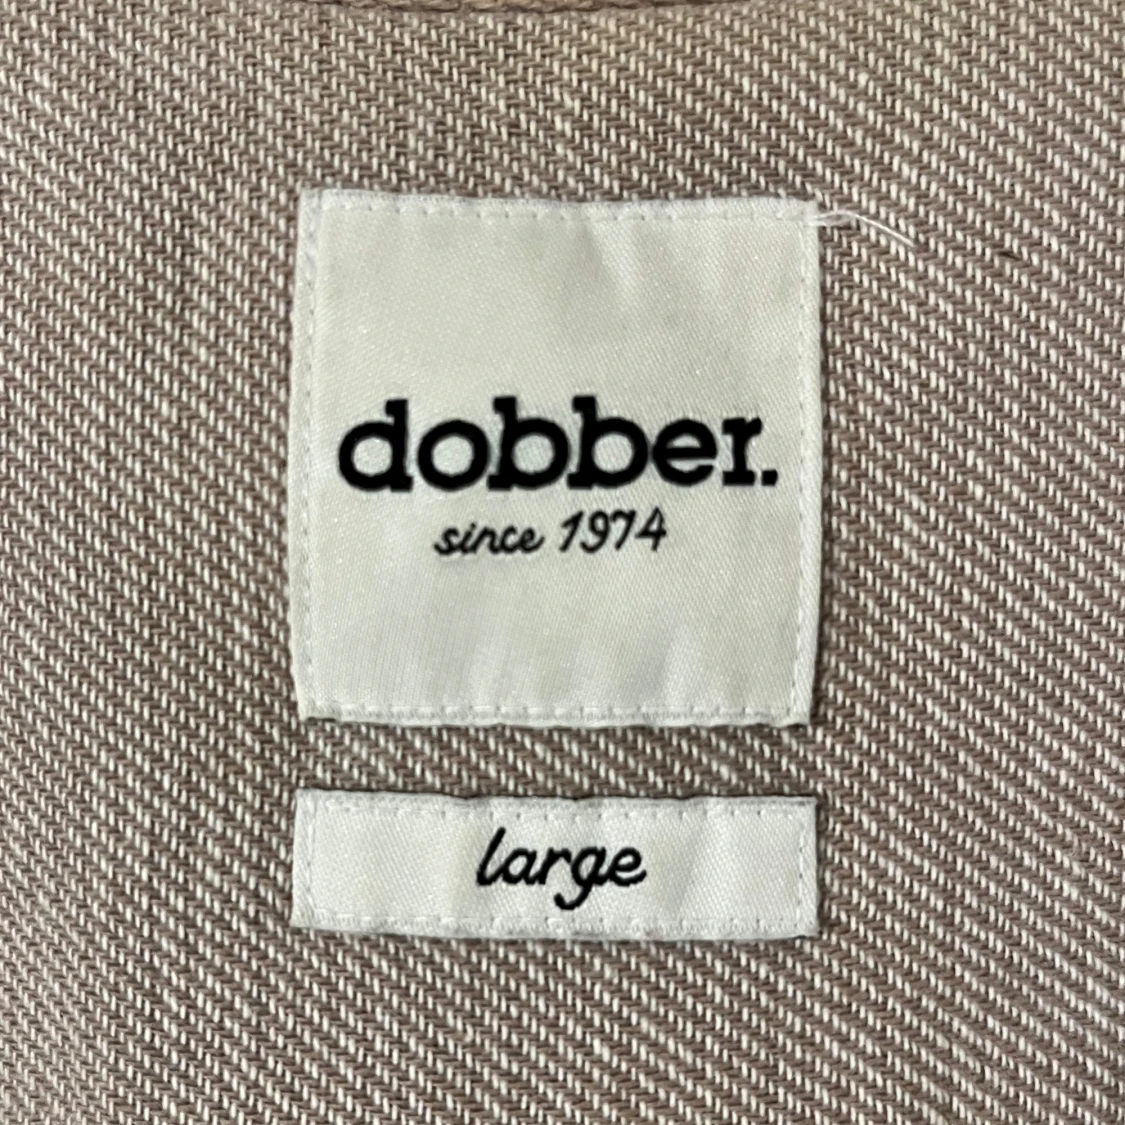 dobber.
since 1974
large